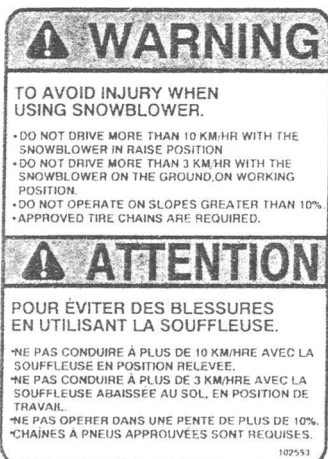 WARNING
TO AVOID INJURY WHEN
USING SNOWBLOWER.
• DO NOT DRIVE MORE THAN 10 KM/HR WITH THE
SNOWBLOWER IN RAISE POSITION
• DO NOT DRIVE MORE THAN 3 KM/HR WITH THE
SNOWBLOWER ON THE GROUND, ON WORKING
POSITION.
• DO NOT OPERATE ON SLOPES GREATER THAN 10%.
• APPROVED TIRE CHAINS ARE REQUIRED.
ATTENTION
POUR ÉVITER DES BLESSURES
EN UTILISANT LA SOUFFLEUSE.
•NE PAS CONDUIRE À PLUS DE 10 KM/HRE AVEC LA
SOUFFLEUSE EN POSITION RELEVEE.
•NE PAS CONDUIRE À PLUS DE 3 KM/HRE AVEC LA
SOUFFLEUSE ABAISSÉE AU SOL, EN POSITION DE
TRAVAIL.
•NE PAS OPERER DANS UNE PENTE DE PLUS DE 10%.
•CHAÎNES À PNEUS APPROUVÉES SONT REQUISES.
102553